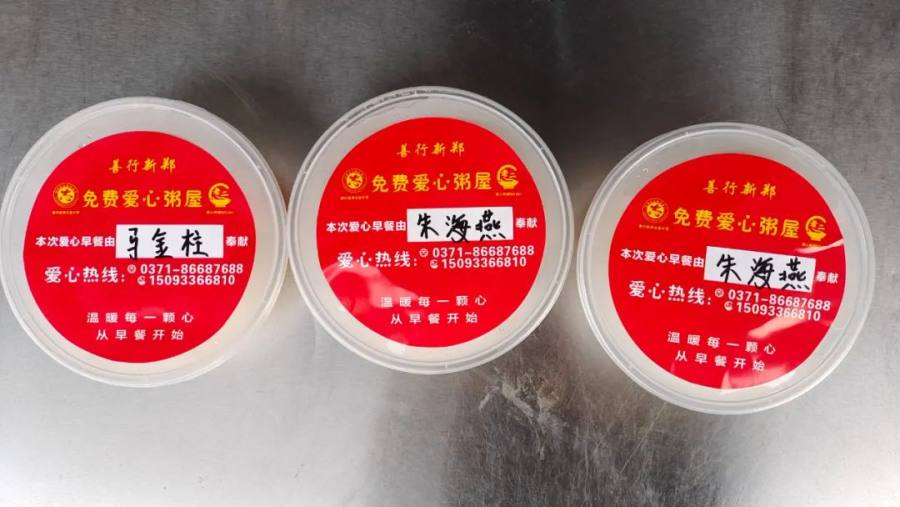 善行新郑
免费爱心粥屋
本次爱心早餐由马金柱奉献
爱心热线：0371-86687688
15093366810
温暖每一颗心
从早餐开始
善行新郑
免费爱心粥屋
本次爱心早餐由朱海燕奉献
爱心热线：0371-86687688
15093366810
温暖每一颗心
从早餐开始
善行新郑
免费爱心粥屋
本次爱心早餐由朱海燕奉献
爱心热线：0371-86687688
15093366810
温暖每一颗心
从早餐开始